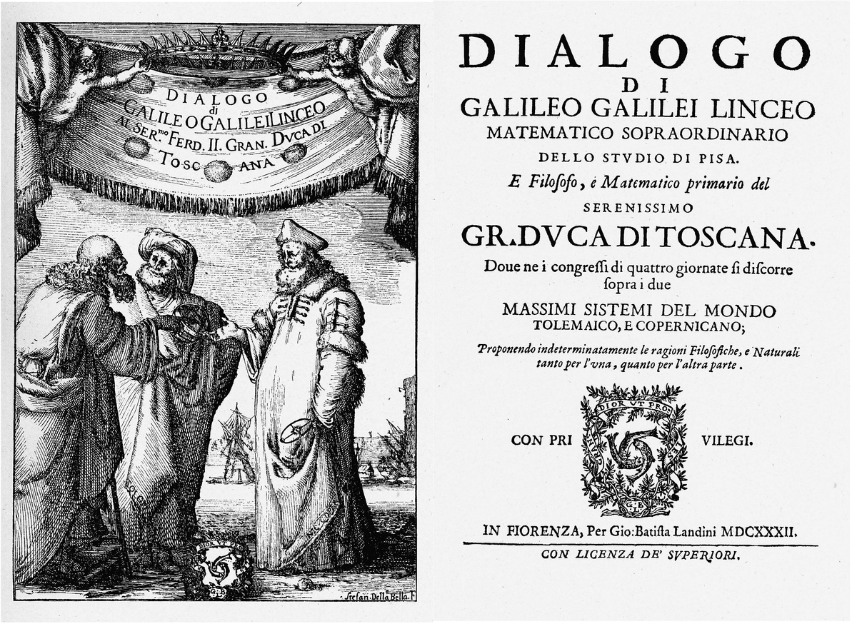 DIALOGO
di
GALILEO GALILEI LINCEO
AL SER.mo FERD. II. GRAN. DVCA DI
TOSCANA
Stefan. Della Bella. F.
DIALOGO
DI
GALILEO GALILEI LINCEO
MATEMATICO SOPRAORDINARIO
DELLO STVDIO DI PISA.
E Filoſofo, e Matematico primario del
SERENISSIMO
GR.DVCA DI TOSCANA.
Doue ne i congreſſi di quattro giornate ſi diſcorre
ſopra i due
MASSIMI SISTEMI DEL MONDO
TOLEMAICO, E COPERNICANO;
Proponendo indeterminatamente le ragioni Filoſofiche, e Naturali
tanto per l'vna, quanto per l'altra parte.
CON PRI VILEGI.
G.B.
IN FIORENZA, Per Gio: Batiſta Landini MDCXXXII.
CON LICENZA DE' SVPERIORI.